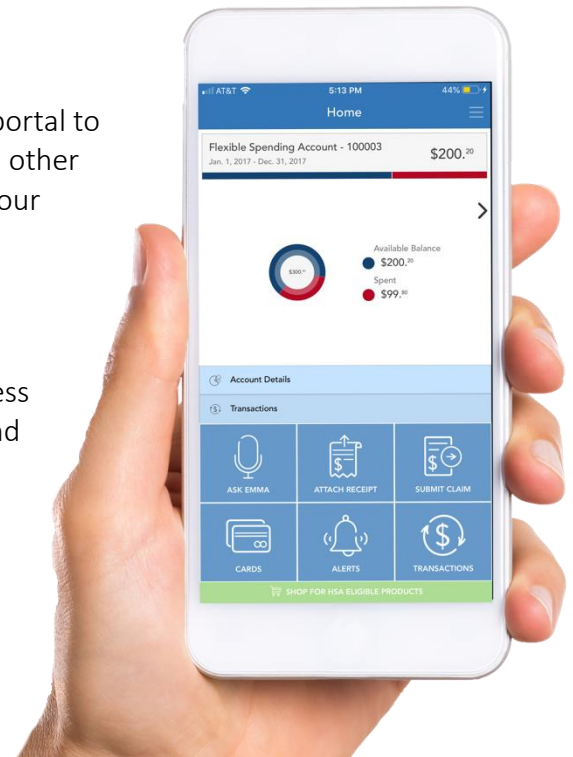 portal to
other
our
ess
nd
AT&T 5:13 PM 44%
Home
Flexible Spending Account - 100003 $200.20
Jan. 1, 2017 - Dec. 31, 2017
Available Balance
$200.20
Spent
$99.80
$300.00
Account Details
Transactions
ASK EMMA ATTACH RECEIPT SUBMIT CLAIM
CARDS ALERTS TRANSACTIONS
SHOP FOR HSA ELIGIBLE PRODUCTS